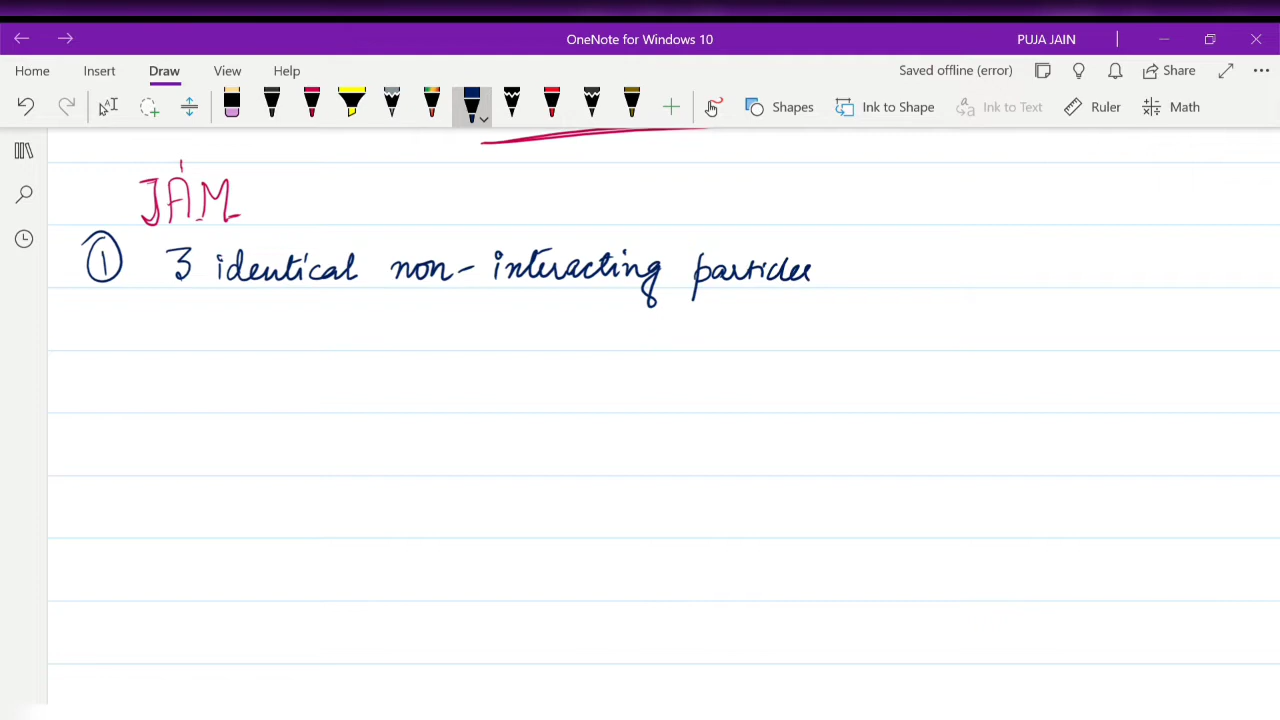 OneNote for Windows 10
PUJA JAIN
Home Insert Draw View Help
Saved offline (error)
Share
Shapes
Ink to Shape
Ink to Text
Ruler
Math
JAM
① 3 identical non-interacting particles